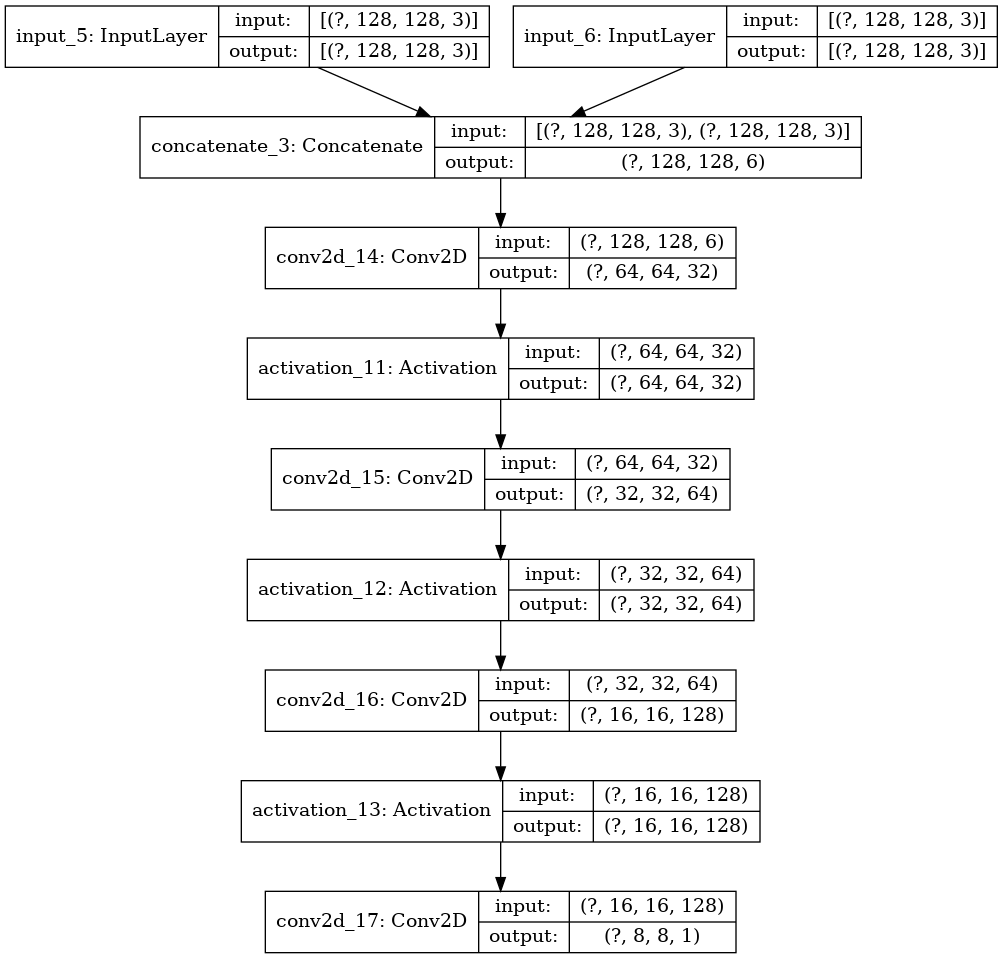 input_5: InputLayer input: [(?, 128, 128, 3)]
output: [(?, 128, 128, 3)]
input_6: InputLayer input: [(?, 128, 128, 3)]
output: [(?, 128, 128, 3)]
concatenate_3: Concatenate input: [(?, 128, 128, 3), (?, 128, 128, 3)]
output: (?, 128, 128, 6)
conv2d_14: Conv2D input: (?, 128, 128, 6)
output: (?, 64, 64, 32)
activation_11: Activation input: (?, 64, 64, 32)
output: (?, 64, 64, 32)
conv2d_15: Conv2D input: (?, 64, 64, 32)
output: (?, 32, 32, 64)
activation_12: Activation input: (?, 32, 32, 64)
output: (?, 32, 32, 64)
conv2d_16: Conv2D input: (?, 32, 32, 64)
output: (?, 16, 16, 128)
activation_13: Activation input: (?, 16, 16, 128)
output: (?, 16, 16, 128)
conv2d_17: Conv2D input: (?, 16, 16, 128)
output: (?, 8, 8, 1)